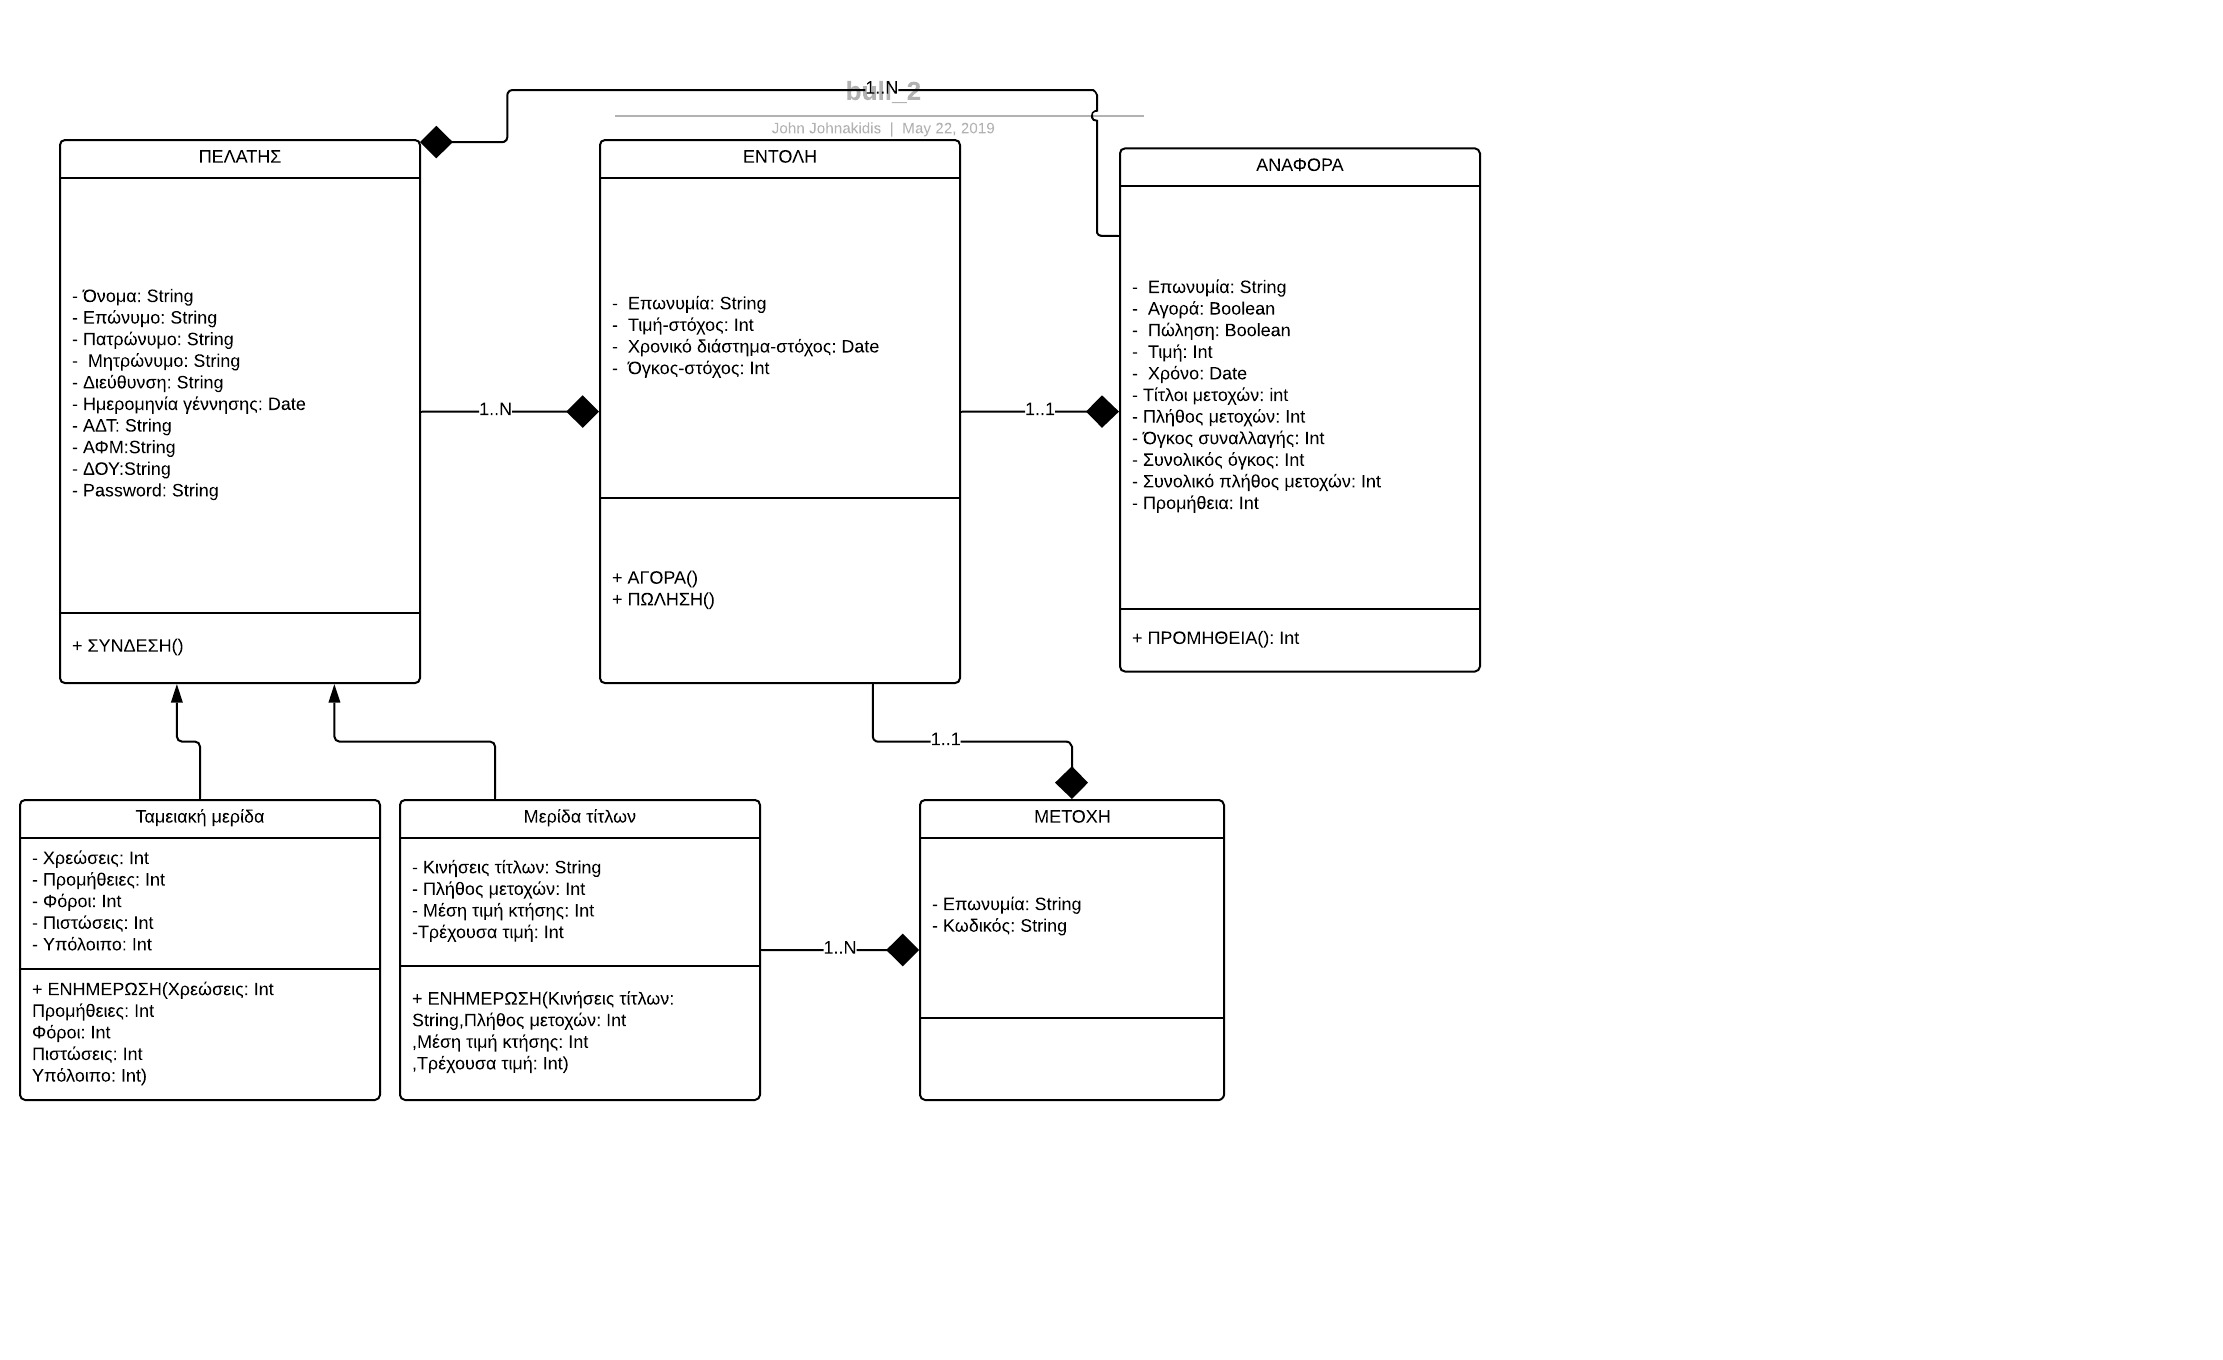 bull_2
John Johnakidis | May 22, 2019
1..N
ΠΕΛΑΤΗΣ
- Όνομα: String
- Επώνυμο: String
- Πατρώνυμο: String
- Μητρώνυμο: String
- Διεύθυνση: String
- Ημερομηνία γέννησης: Date
- ΑΔΤ: String
- ΑΦΜ:String
- ΔΟΥ:String
- Password: String
+ ΣΥΝΔΕΣΗ()
1..N
ΕΝΤΟΛΗ
- Επωνυμία: String
- Τιμή-στόχος: Int
- Χρονικό διάστημα-στόχος: Date
- Όγκος-στόχος: Int
+ ΑΓΟΡΑ()
+ ΠΩΛΗΣΗ()
1..1
ΑΝΑΦΟΡΑ
- Επωνυμία: String
- Αγορά: Boolean
- Πώληση: Boolean
- Τιμή: Int
- Χρόνο: Date
- Τίτλοι μετοχών: int
- Πλήθος μετοχών: Int
- Όγκος συναλλαγής: Int
- Συνολικός όγκος: Int
- Συνολικό πλήθος μετοχών: Int
- Προμήθεια: Int
+ ΠΡΟΜΗΘΕΙΑ(): Int
1..1
Ταμειακή μερίδα
- Χρεώσεις: Int
- Προμήθειες: Int
- Φόροι: Int
- Πιστώσεις: Int
- Υπόλοιπο: Int
+ ΕΝΗΜΕΡΩΣΗ(Χρεώσεις: Int
Προμήθειες: Int
Φόροι: Int
Πιστώσεις: Int
Υπόλοιπο: Int)
Μερίδα τίτλων
- Κινήσεις τίτλων: String
- Πλήθος μετοχών: Int
- Μέση τιμή κτήσης: Int
-Τρέχουσα τιμή: Int
+ ΕΝΗΜΕΡΩΣΗ(Κινήσεις τίτλων:
String,Πλήθος μετοχών: Int
,Μέση τιμή κτήσης: Int
,Τρέχουσα τιμή: Int)
1..N
ΜΕΤΟΧΗ
- Επωνυμία: String
- Κωδικός: String